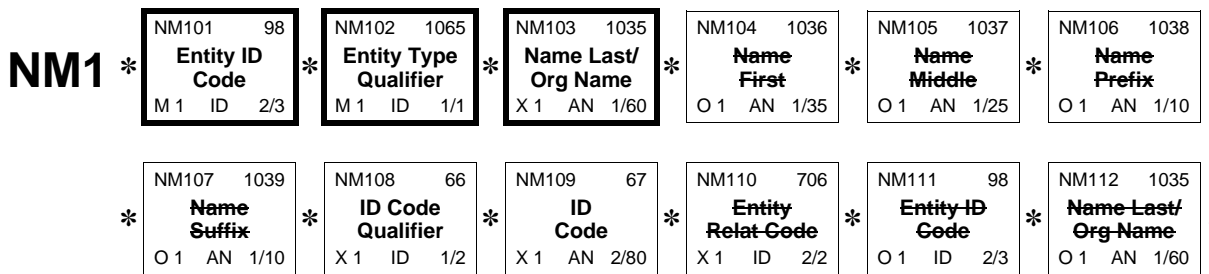 NM101 98 NM102 1065 NM103 1035 NM104 1036 NM105 1037 NM106 1038
NM1 * Entity ID * Entity Type * Name Last/ * Name * Name * Name
Code Qualifier Org Name First Middle Prefix
M 1 ID 2/3 M 1 ID 1/1 X 1 AN 1/60 O 1 AN 1/35 O 1 AN 1/25 O 1 AN 1/10
NM107 1039 NM108 66 NM109 67 NM110 706 NM111 98 NM112 1035
* Name * ID Code * ID * Entity * Entity ID * Name Last/
Suffix Qualifier Code Relat Code Code Org Name
O 1 AN 1/10 X 1 ID 1/2 X 1 AN 2/80 X 1 ID 2/2 O 1 ID 2/3 O 1 AN 1/60